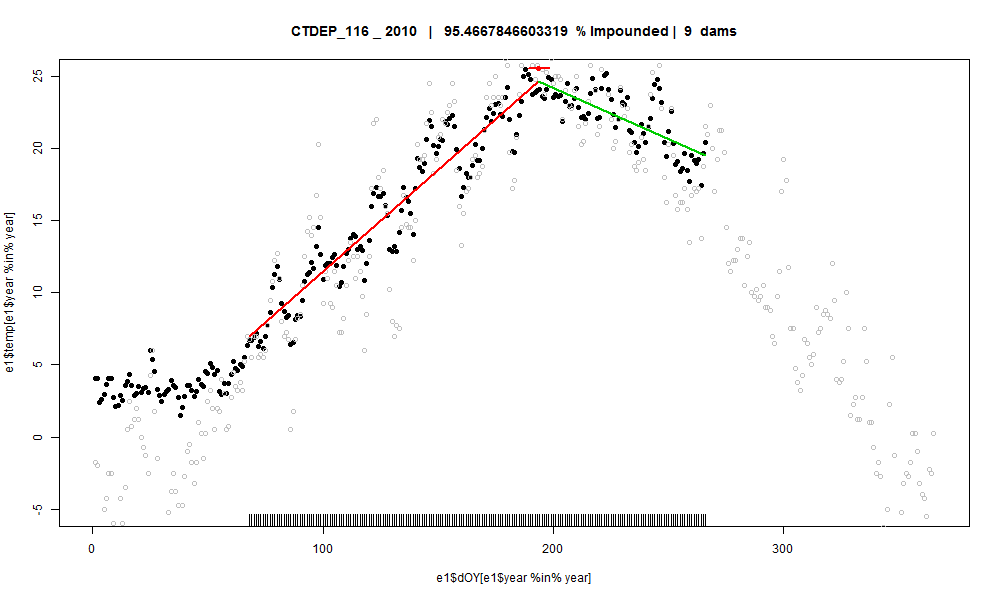 CTDEP_116 _ 2010 | 95.4667846603319 % Impounded | 9 dams
e1$temp[e1$year %in% year]
25
20
15
10
5
0
-5
0 100 200 300
e1$dOY[e1$year %in% year]